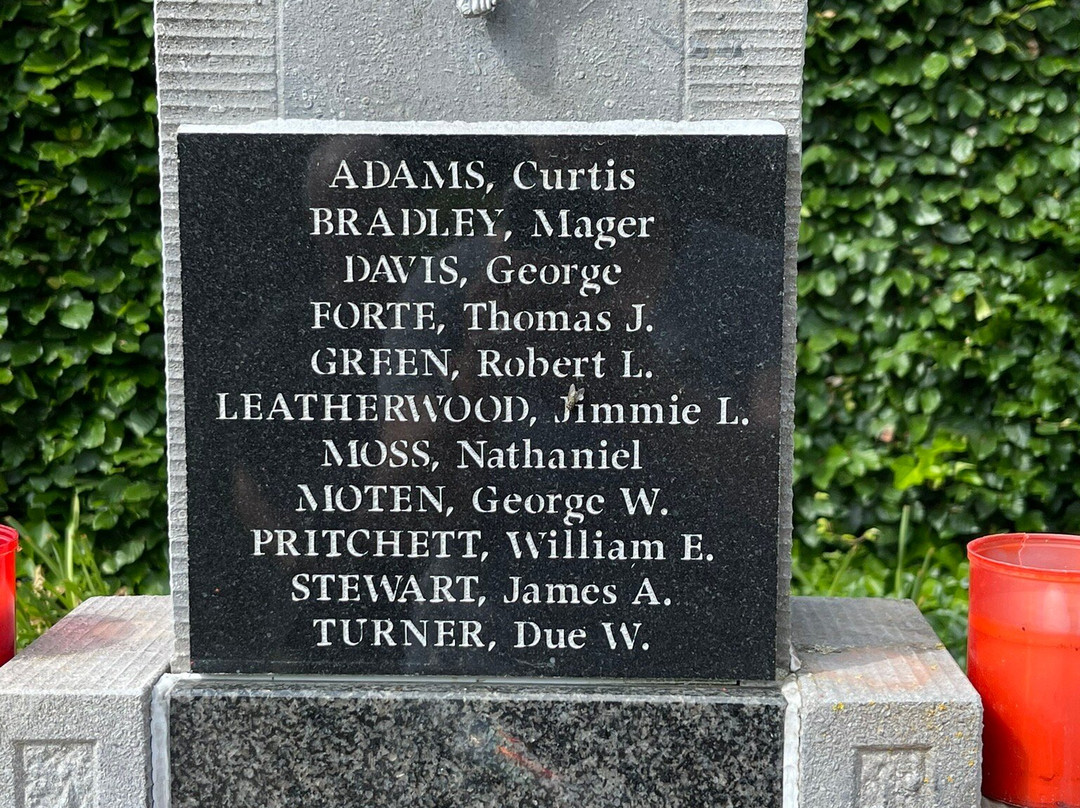 ADAMS, Curtis
BRADLEY, Mager
DAVIS, George
FORTE, Thomas J.
GREEN, Robert L.
LEATHERWOOD, Jimmie L.
MOSS, Nathaniel
MOTEN, George W.
PRITCHETT, William E.
STEWART, James A.
TURNER, Due W.